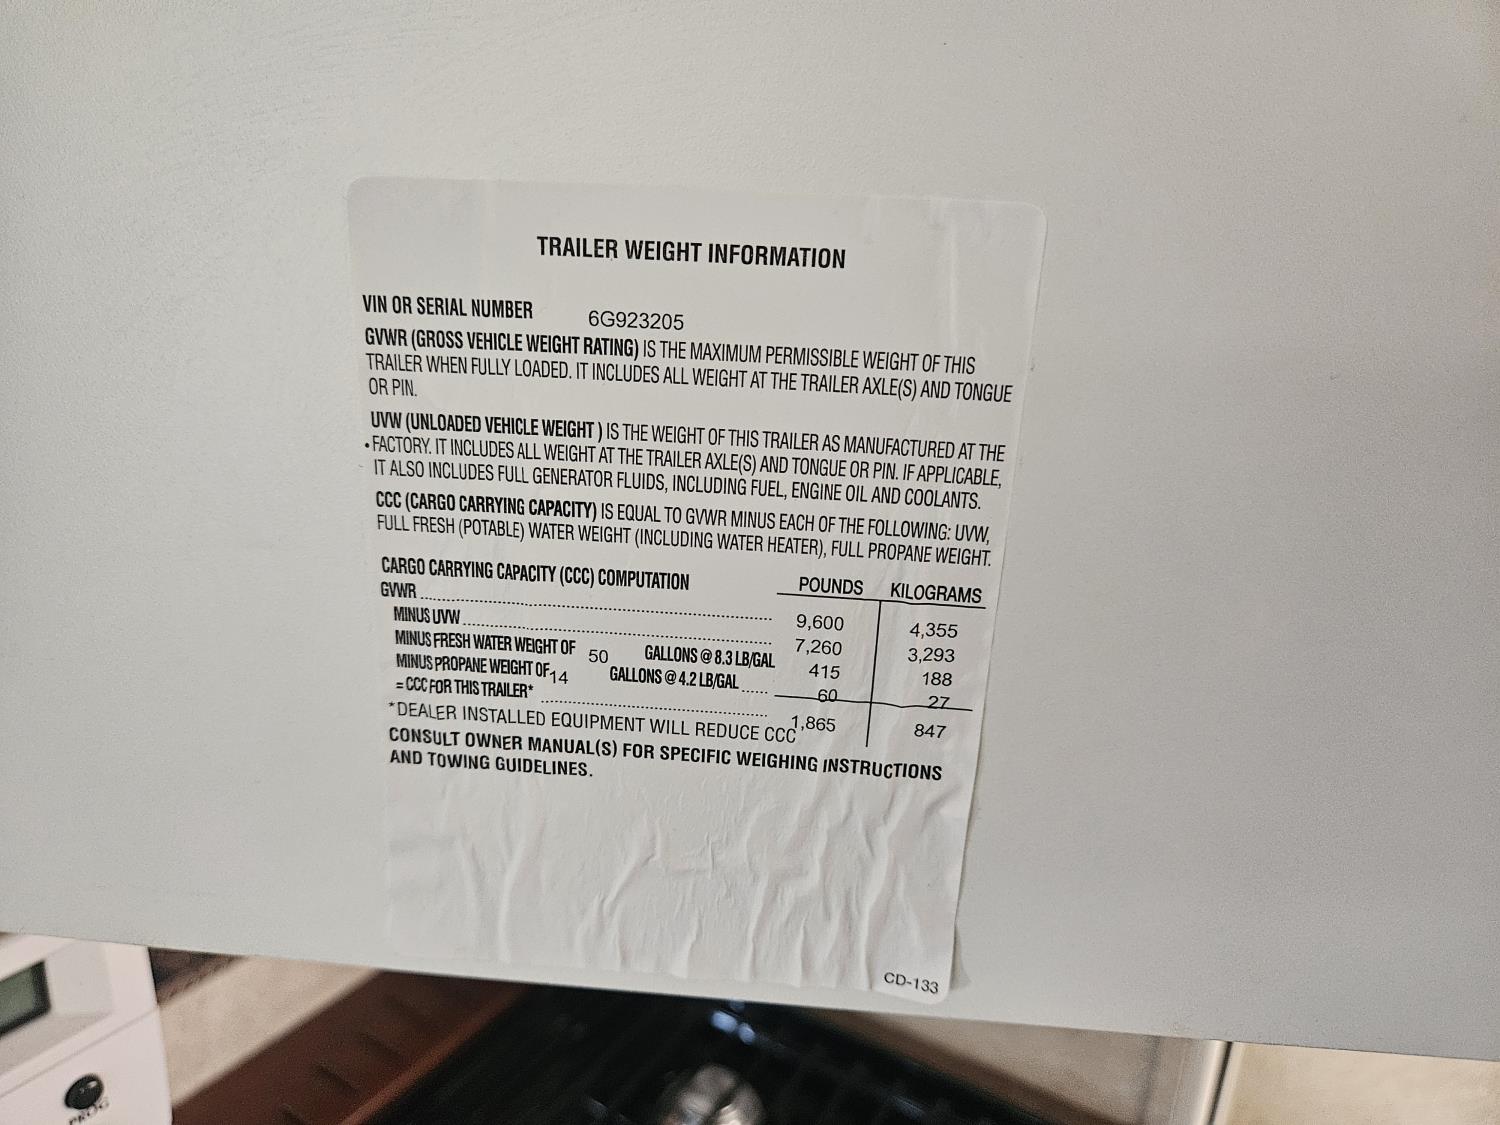 TRAILER WEIGHT INFORMATION
VIN OR SERIAL NUMBER 6G923205
GVWR (GROSS VEHICLE WEIGHT RATING) IS THE MAXIMUM PERMISSIBLE WEIGHT OF THIS
TRAILER WHEN FULLY LOADED. IT INCLUDES ALL WEIGHT AT THE TRAILER AXLE(S) AND TONGUE
OR PIN.
UVW (UNLOADED VEHICLE WEIGHT ) IS THE WEIGHT OF THIS TRAILER AS MANUFACTURED AT THE
FACTORY. IT INCLUDES ALL WEIGHT AT THE TRAILER AXLE(S) AND TONGUE OR PIN. IF APPLICABLE,
IT ALSO INCLUDES FULL GENERATOR FLUIDS, INCLUDING FUEL, ENGINE OIL AND COOLANTS.
CCC (CARGO CARRYING CAPACITY) IS EQUAL TO GVWR MINUS EACH OF THE FOLLOWING: UVW,
FULL FRESH (POTABLE) WATER WEIGHT (INCLUDING WATER HEATER), FULL PROPANE WEIGHT.
CARGO CARRYING CAPACITY (CCC) COMPUTATION POUNDS KILOGRAMS
GVWR 9,600 4,355
MINUS UVW 7,260 3,293
MINUS FRESH WATER WEIGHT OF 50 GALLONS @ 8.3 LB/GAL 415 188
MINUS PROPANE WEIGHT OF 14 GALLONS @ 4.2 LB/GAL 60 27
= CCC FOR THIS TRAILER* 1,865 847
*DEALER INSTALLED EQUIPMENT WILL REDUCE CCC
CONSULT OWNER MANUAL(S) FOR SPECIFIC WEIGHING INSTRUCTIONS
AND TOWING GUIDELINES.
CD-133
PROG